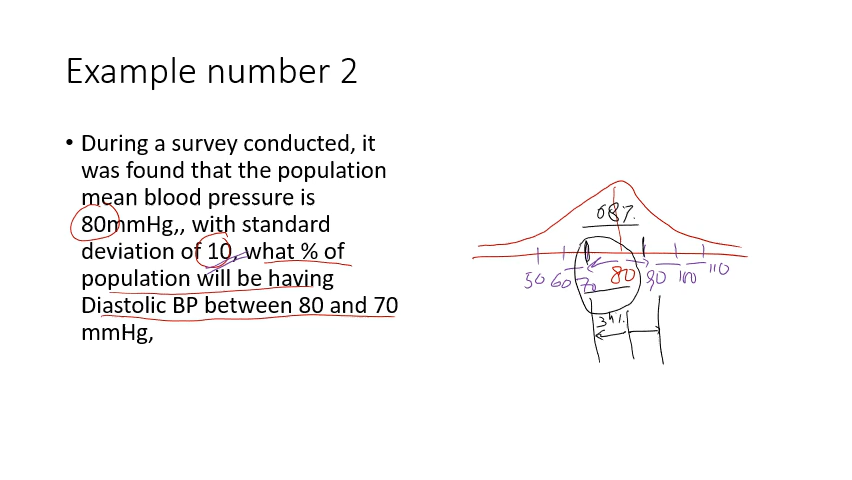 Example number 2
• During a survey conducted, it
was found that the population
mean blood pressure is
80mmHg,, with standard
deviation of 10, what % of
population will be having
Diastolic BP between 80 and 70
mmHg,
68%
50 60 70 80 90 100 110
34%